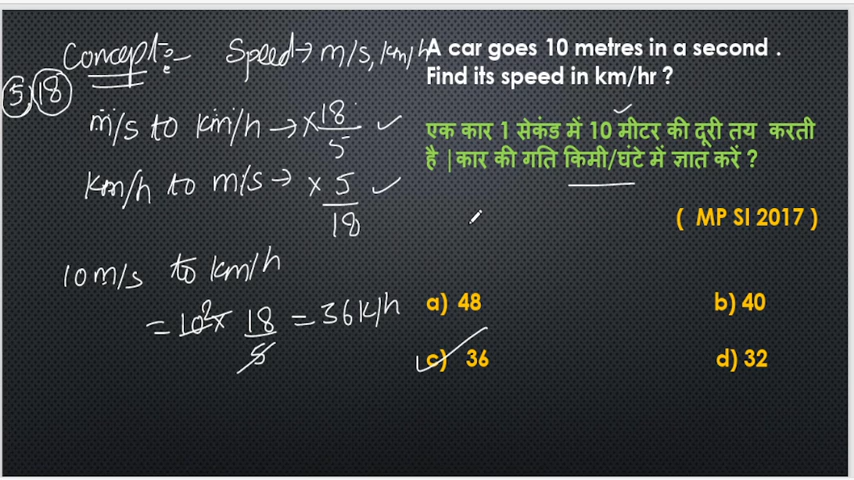 Concept:- Speed → m/s, km/h
5, 18
m/s to km/h → × 18/5 ✓
km/h to m/s → × 5/18 ✓
10 m/s to km/h
= 10 2 × 18/5 = 36 k/h
A car goes 10 metres in a second .
Find its speed in km/hr ?
एक कार 1 सेकंड में 10 मीटर की दूरी तय करती
है |कार की गति किमी/घंटे में ज्ञात करें ?
( MP SI 2017 )
a) 48 b) 40
c) 36 d) 32